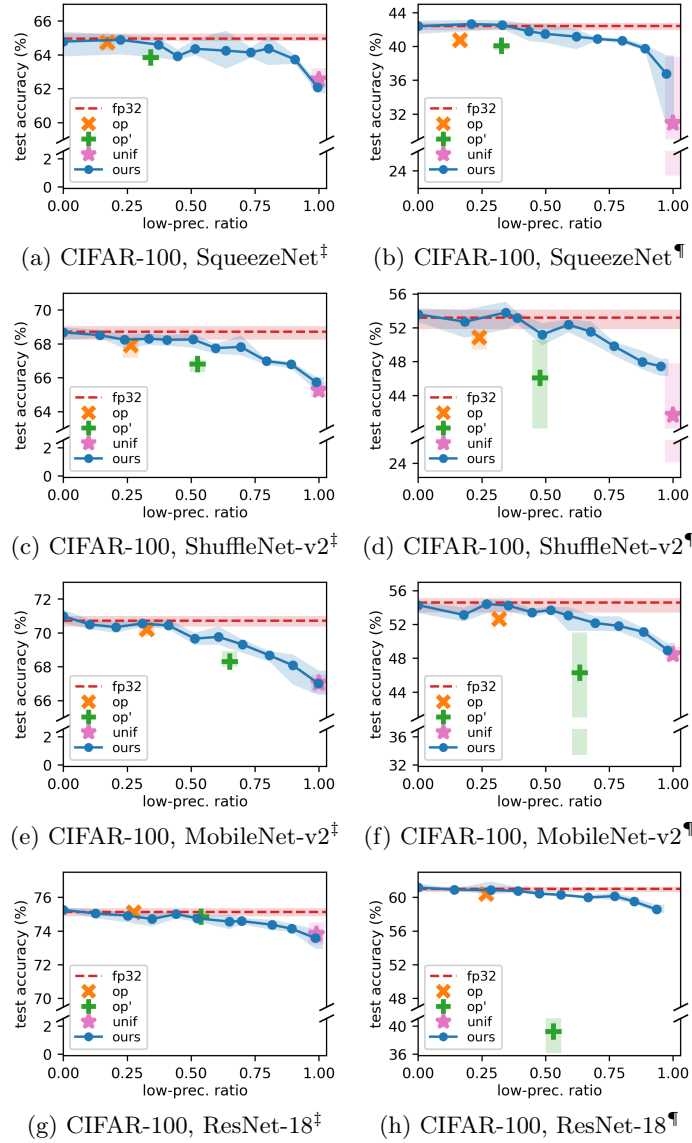 66
64
62
60
2
0
test accuracy (%)
fp32
op
op'
unif
ours
0.00 0.25 0.50 0.75 1.00
low-prec. ratio
(a) CIFAR-100, SqueezeNet‡
44
40
36
32
24
test accuracy (%)
fp32
op
op'
unif
ours
0.00 0.25 0.50 0.75 1.00
low-prec. ratio
(b) CIFAR-100, SqueezeNet¶
70
68
66
64
2
0
test accuracy (%)
fp32
op
op'
unif
ours
0.00 0.25 0.50 0.75 1.00
low-prec. ratio
(c) CIFAR-100, ShuffleNet-v2‡
56
52
48
44
24
test accuracy (%)
fp32
op
op'
unif
ours
0.00 0.25 0.50 0.75 1.00
low-prec. ratio
(d) CIFAR-100, ShuffleNet-v2¶
72
70
68
66
2
0
test accuracy (%)
fp32
op
op'
unif
ours
0.00 0.25 0.50 0.75 1.00
low-prec. ratio
(e) CIFAR-100, MobileNet-v2‡
56
52
48
44
36
32
test accuracy (%)
fp32
op
op'
unif
ours
0.00 0.25 0.50 0.75 1.00
low-prec. ratio
(f) CIFAR-100, MobileNet-v2¶
76
74
72
70
2
0
test accuracy (%)
fp32
op
op'
unif
ours
0.00 0.25 0.50 0.75 1.00
low-prec. ratio
(g) CIFAR-100, ResNet-18‡
60
56
52
48
40
36
test accuracy (%)
fp32
op
op'
unif
ours
0.00 0.25 0.50 0.75 1.00
low-prec. ratio
(h) CIFAR-100, ResNet-18¶